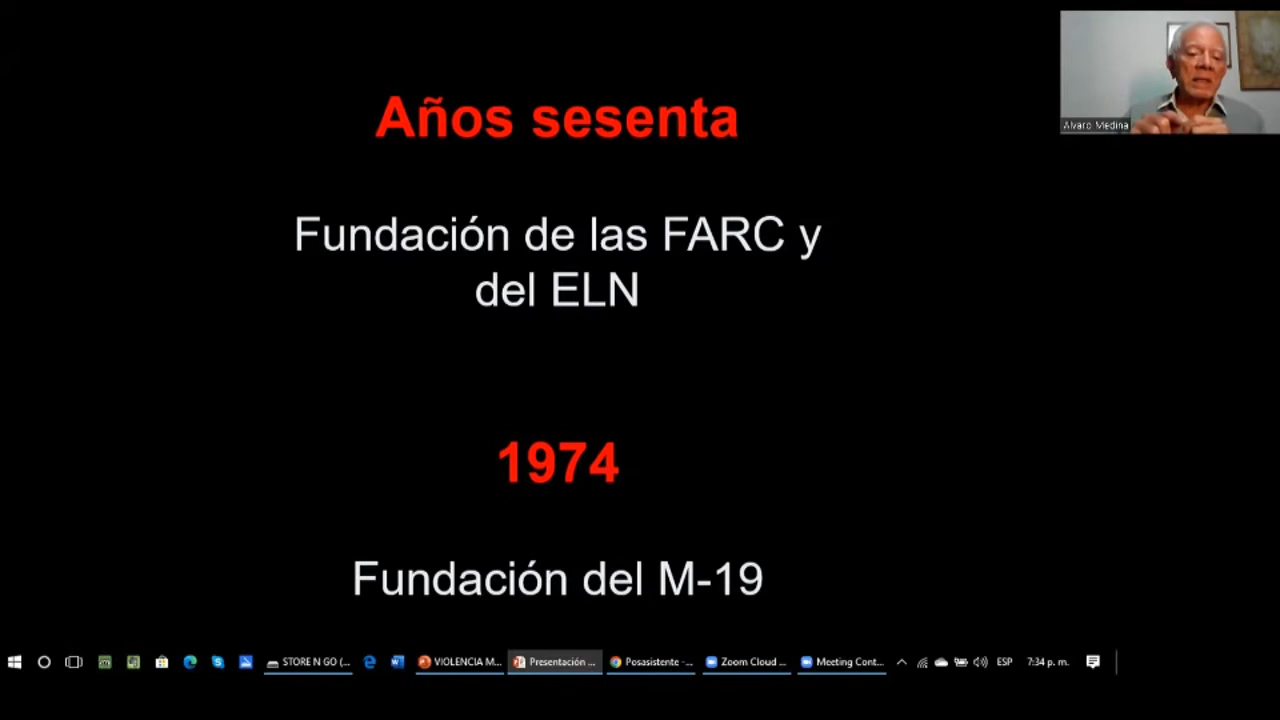 Años sesenta
Alvaro Medina
Fundación de las FARC y
del ELN
1974
Fundación del M-19
STORE N GO (... VIOLENCIA M... Presentación ... Posasistente -... Zoom Cloud ... Meeting Cont... ESP 7:34 p. m.